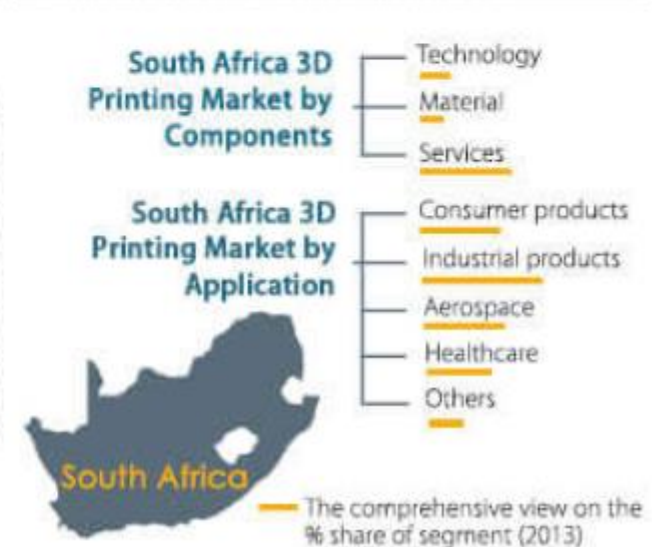 South Africa 3D
Printing Market by
Components
Technology
Material
Services
South Africa 3D
Printing Market by
Application
Consumer products
Industrial products
Aerospace
Healthcare
Others
South Africa
The comprehensive view on the
% share of segment (2013)